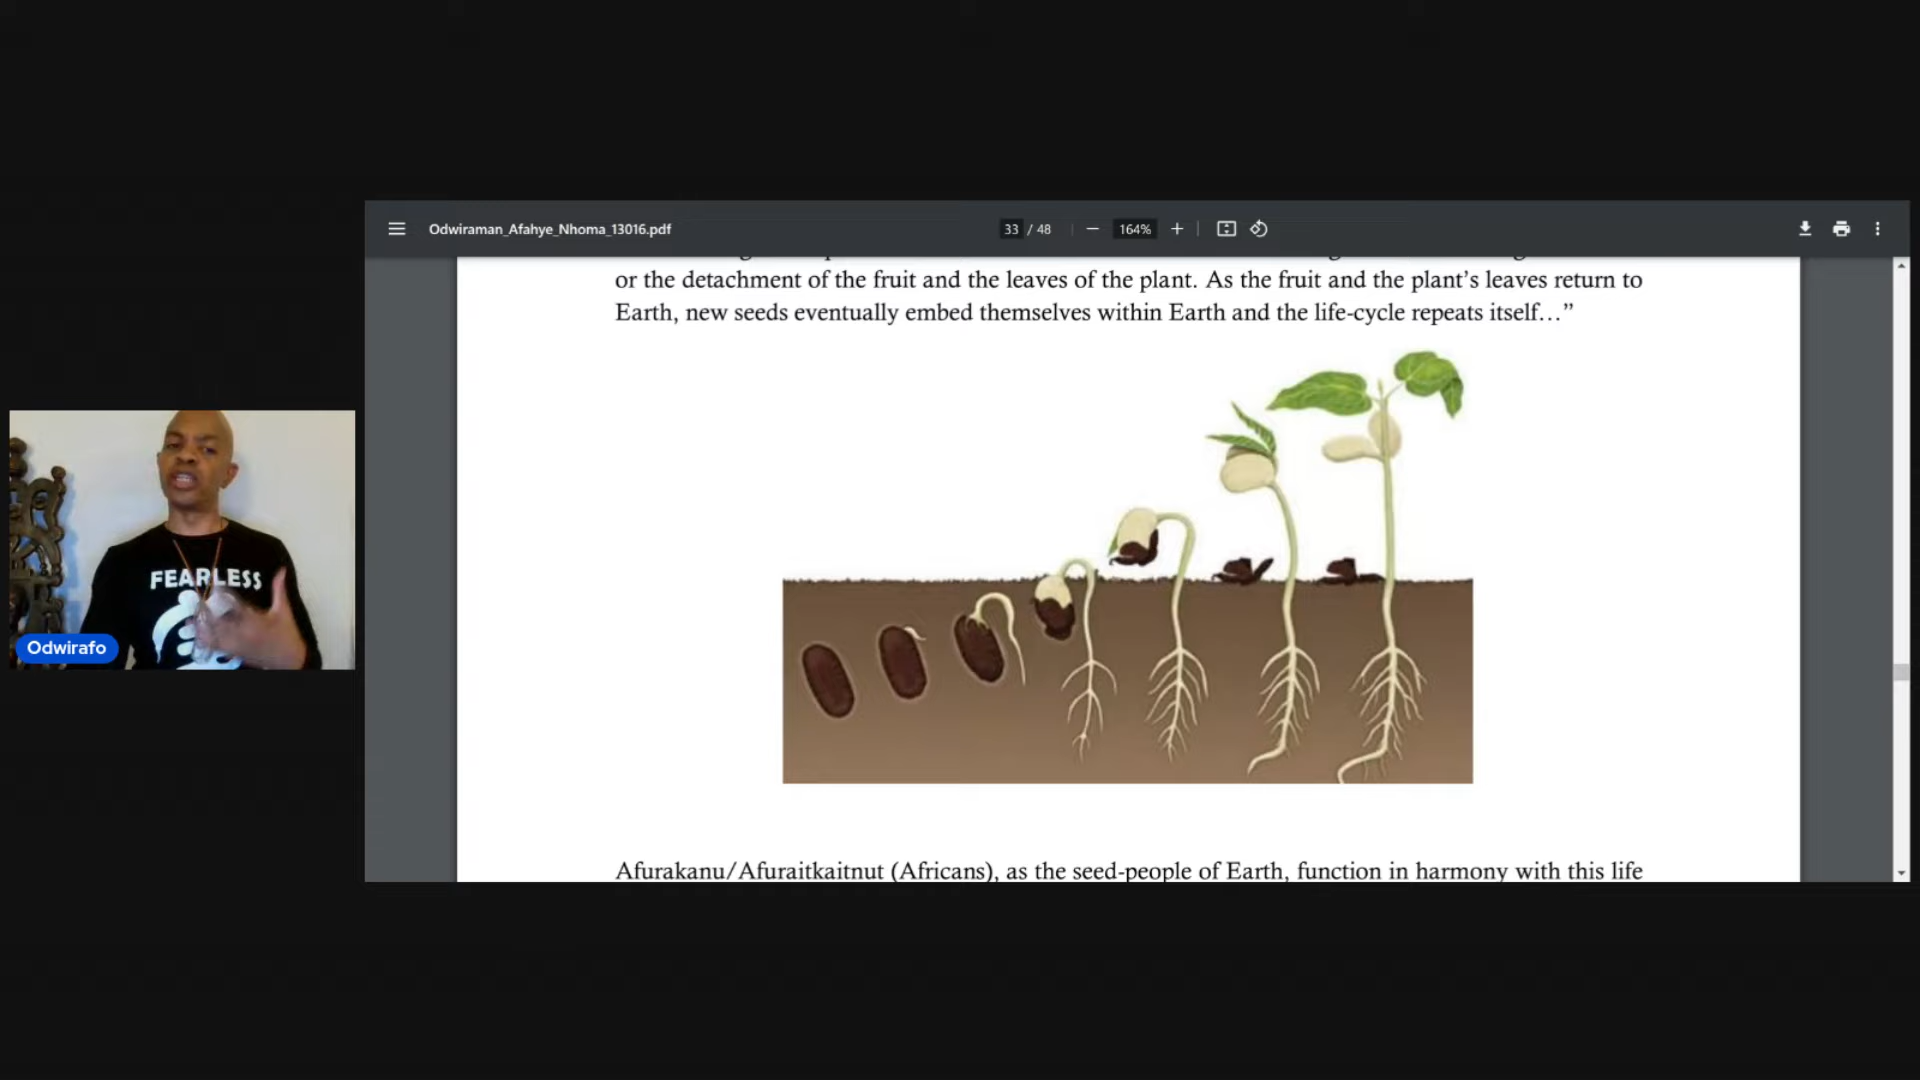 Odwiraman_Afahye_Nhoma_13016.pdf
33 / 48
164%
or the detachment of the fruit and the leaves of the plant. As the fruit and the plant’s leaves return to
Earth, new seeds eventually embed themselves within Earth and the life-cycle repeats itself…”
FEARLESS
Odwirafo
Afurakanu/Afuraitkaitnut (Africans), as the seed-people of Earth, function in harmony with this life